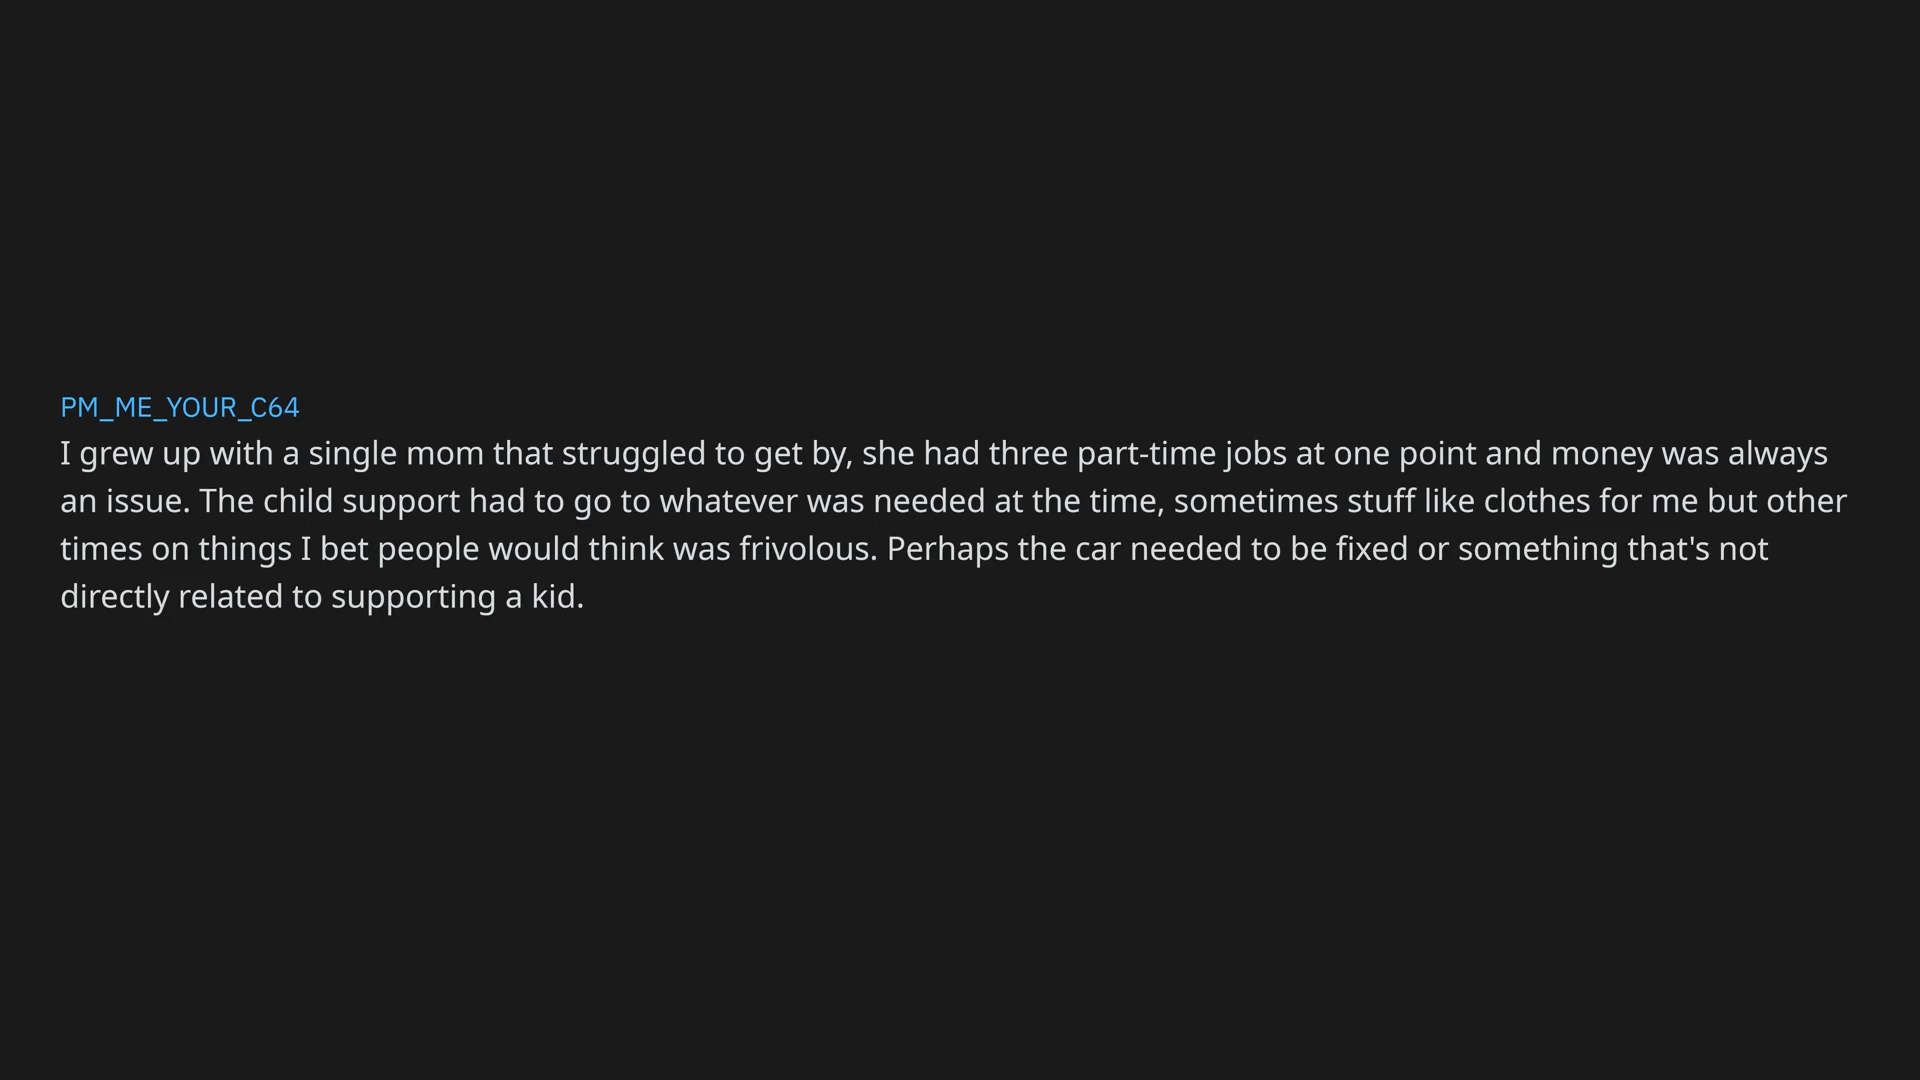 PM_ME_YOUR_C64
I grew up with a single mom that struggled to get by, she had three part-time jobs at one point and money was always
an issue. The child support had to go to whatever was needed at the time, sometimes stuff like clothes for me but other
times on things I bet people would think was frivolous. Perhaps the car needed to be fixed or something that's not
directly related to supporting a kid.